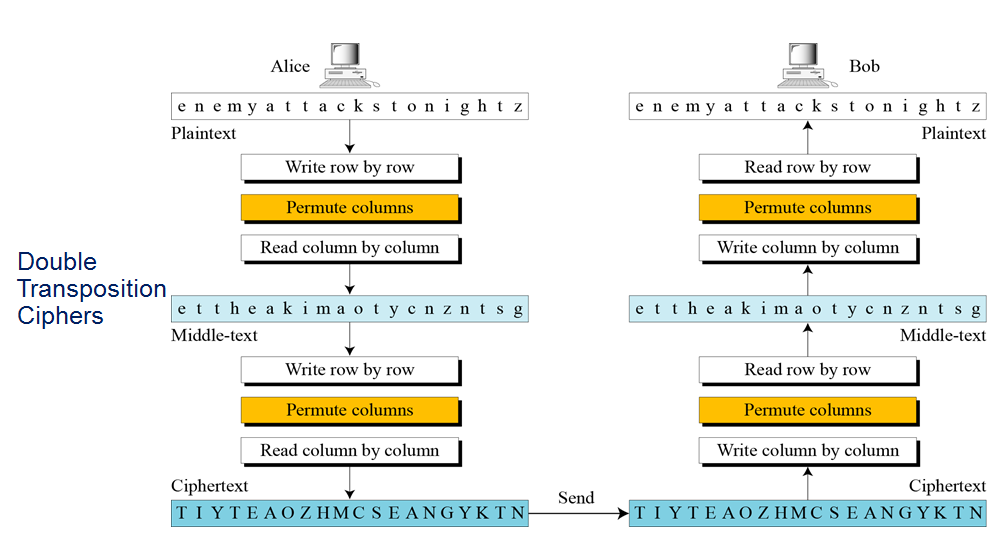 Double
Transposition
Ciphers
Alice
e n e m y a t t a c k s t o n i g h t z
Plaintext
Write row by row
Permute columns
Read column by column
e t t h e a k i m a o t y c n z n t s g
Middle-text
Write row by row
Permute columns
Read column by column
Ciphertext
T I Y T E A O Z H M C S E A N G Y K T N
Send
Bob
e n e m y a t t a c k s t o n i g h t z
Plaintext
Read row by row
Permute columns
Write column by column
e t t h e a k i m a o t y c n z n t s g
Middle-text
Read row by row
Permute columns
Write column by column
Ciphertext
T I Y T E A O Z H M C S E A N G Y K T N